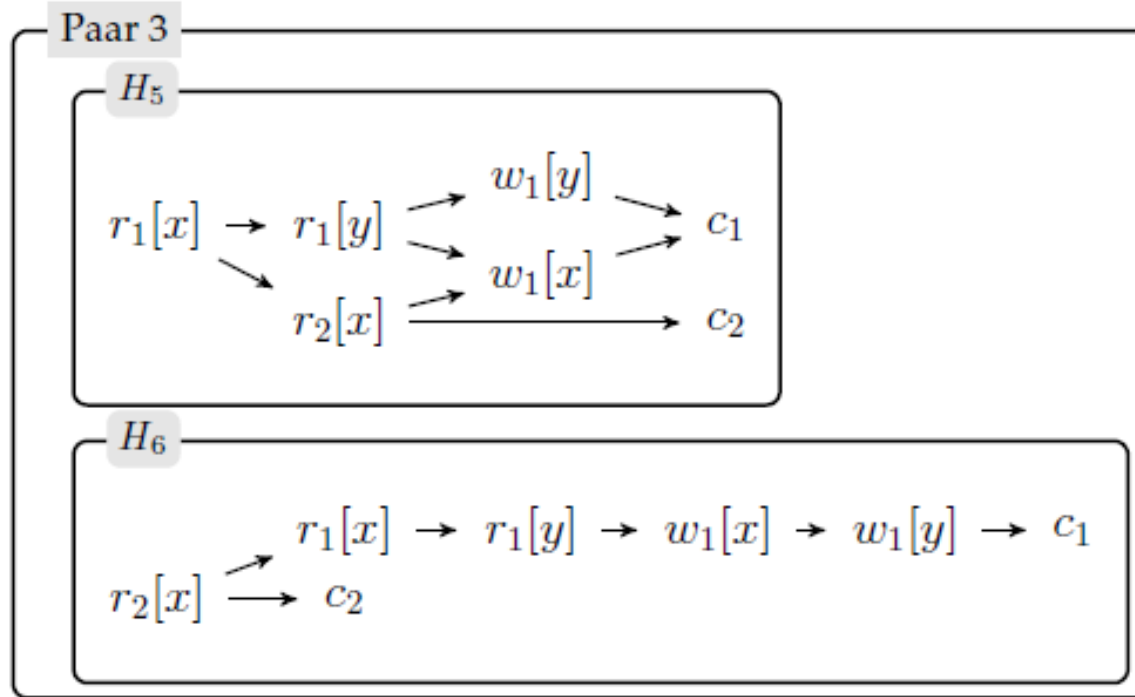 Paar 3
H₅
w₁[y]
r₁[x] → r₁[y] c₁
w₁[x]
r₂[x] → c₂
H₆
r₁[x] → r₁[y] → w₁[x] → w₁[y] → c₁
r₂[x] → c₂